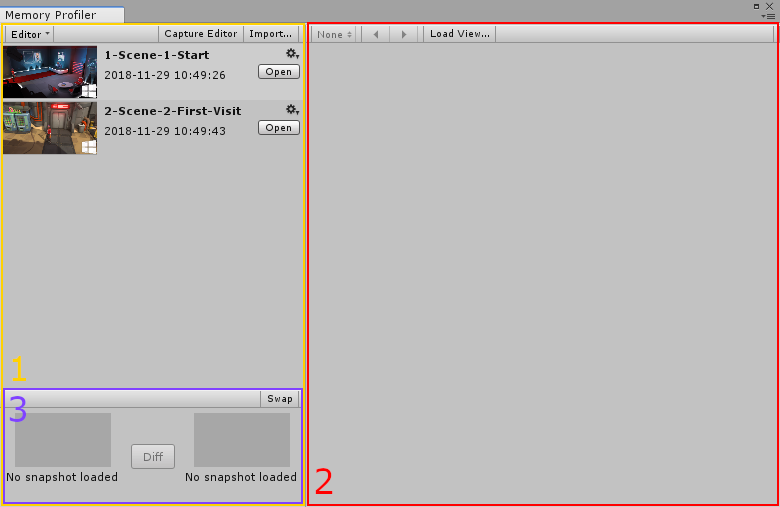 Memory Profiler
Editor Capture Editor Import...
None Load View...
1-Scene-1-Start
2018-11-29 10:49:26
Open
2-Scene-2-First-Visit
2018-11-29 10:49:43
Open
1
3
Swap
Diff
No snapshot loaded No snapshot loaded
2